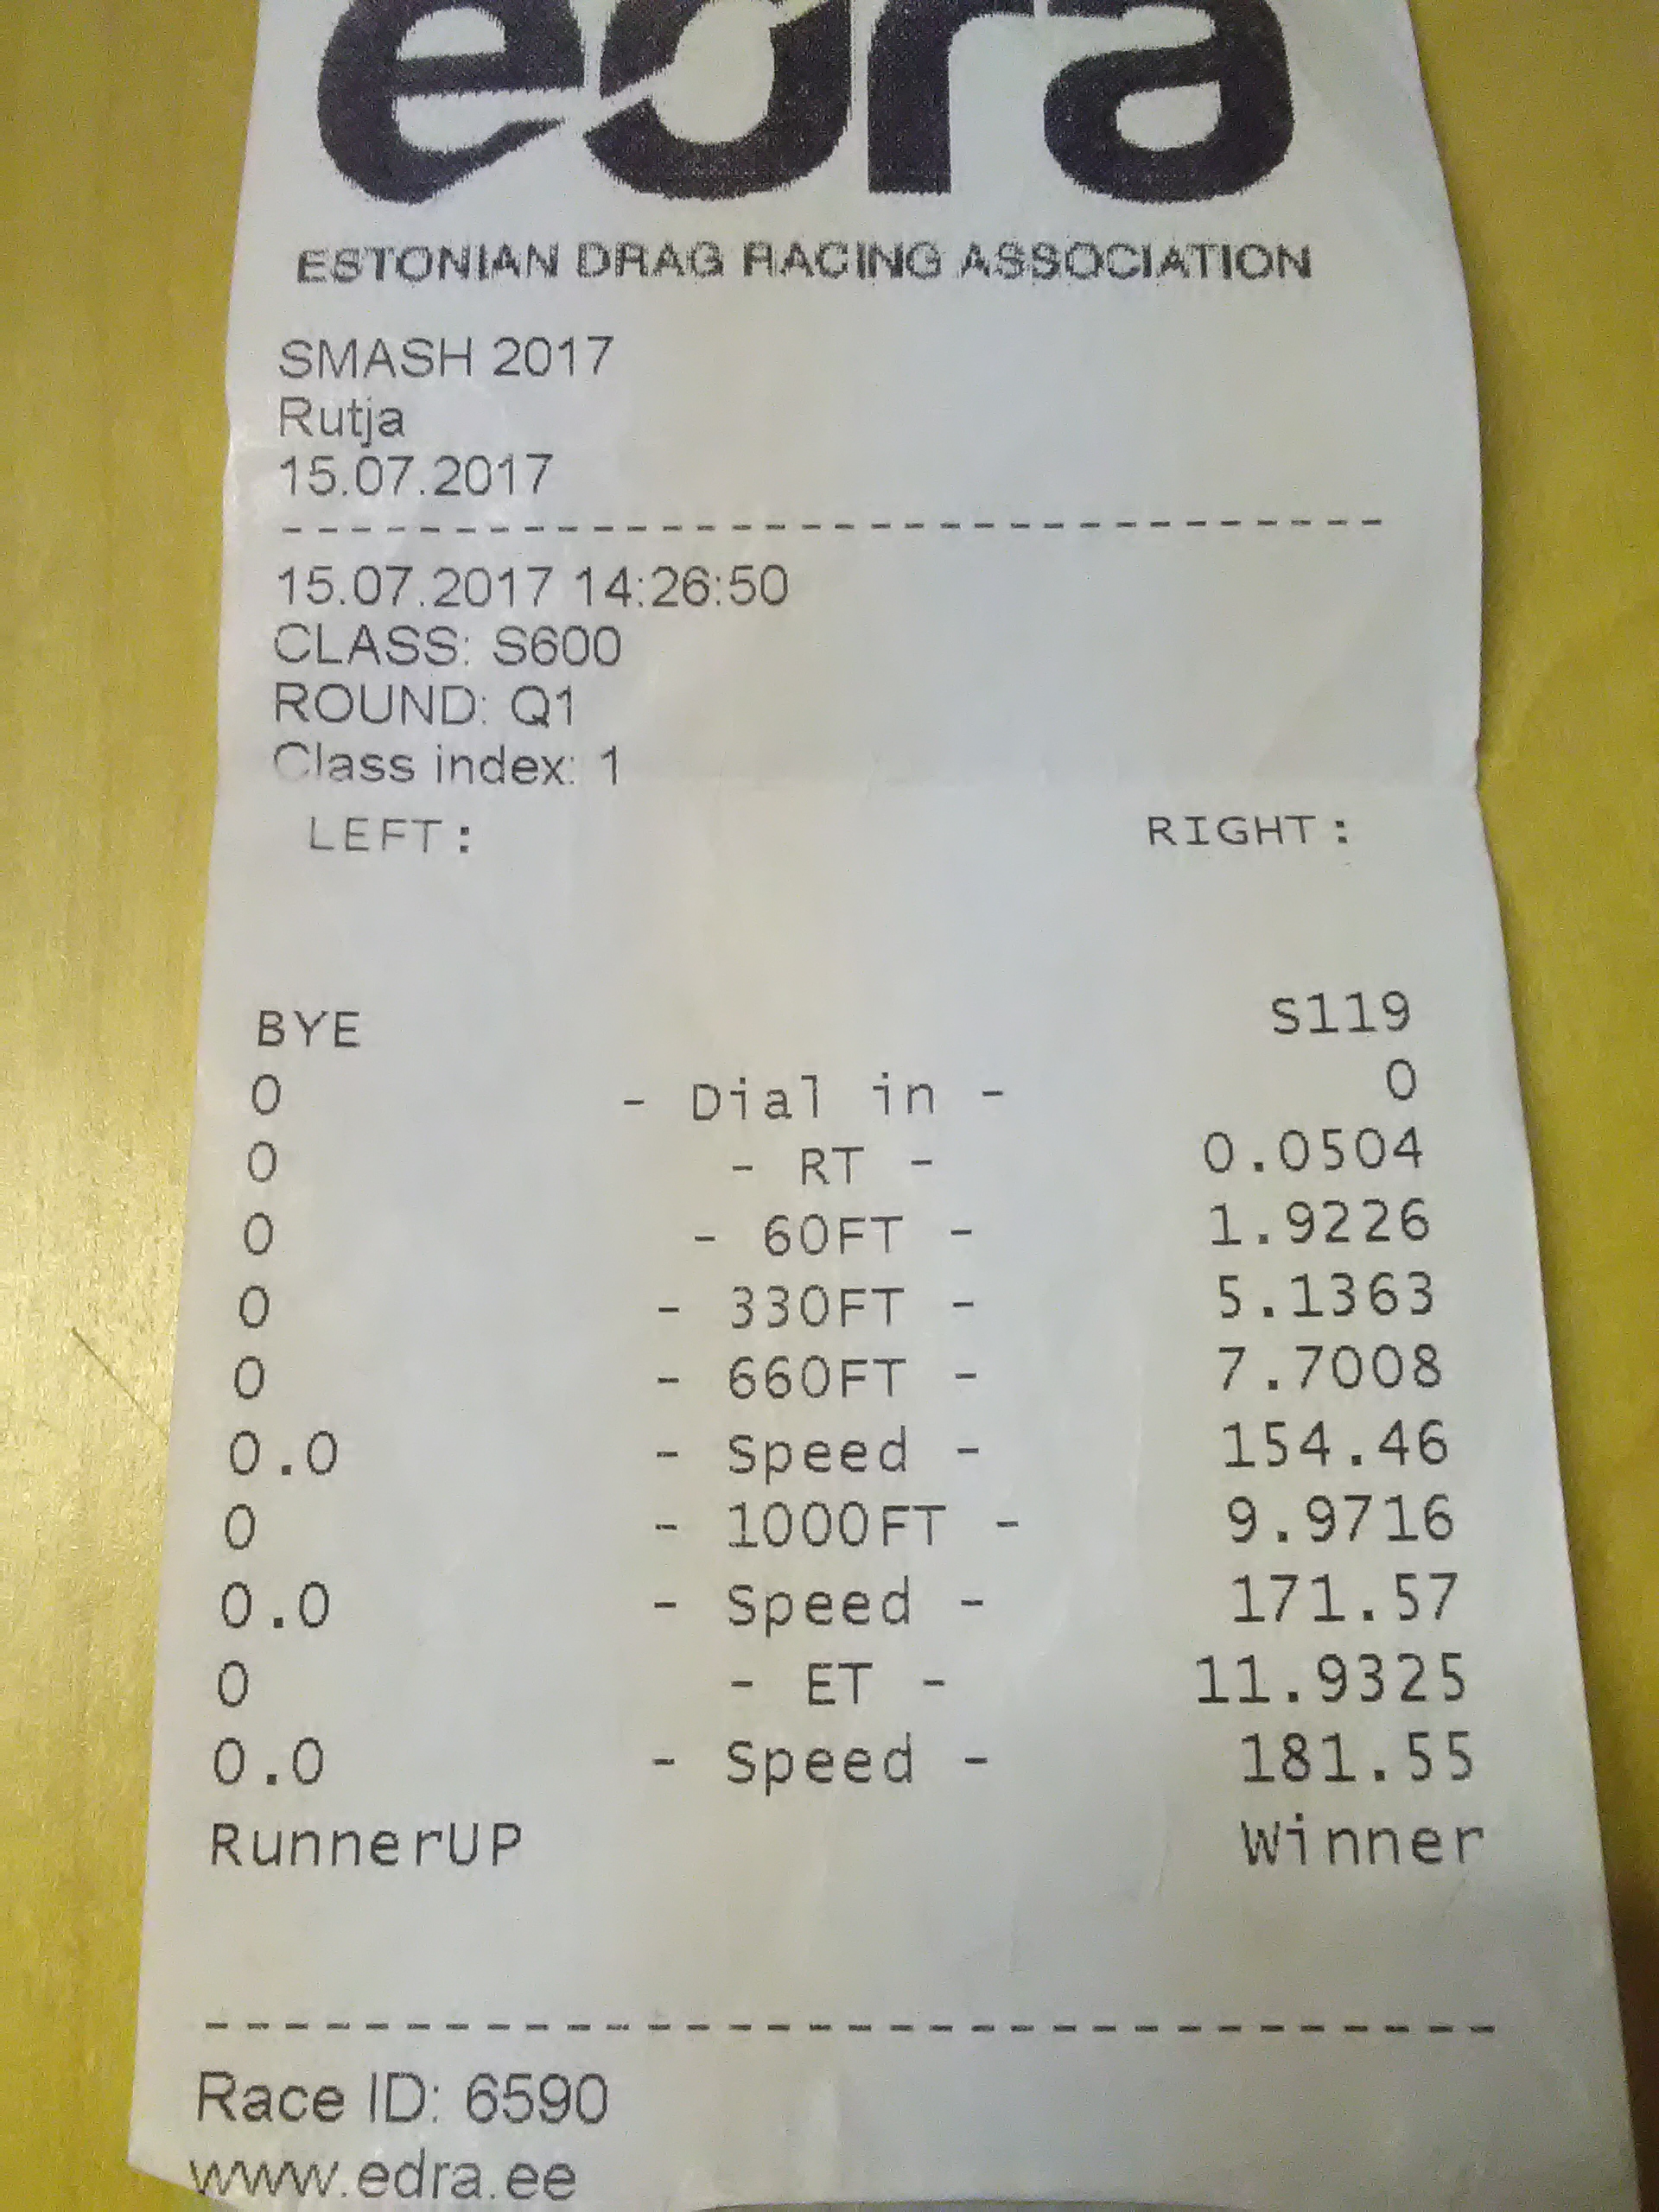 edra
ESTONIAN DRAG RACING ASSOCIATION
SMASH 2017
Rutja
15.07.2017
--------------------------------
15.07.2017 14:26:50
CLASS: S600
ROUND: Q1
Class index: 1
LEFT: RIGHT:
BYE S119
0 - Dial in - 0
0 - RT - 0.0504
0 - 60FT - 1.9226
0 - 330FT - 5.1363
0 - 660FT - 7.7008
0.0 - Speed - 154.46
0 - 1000FT - 9.9716
0.0 - Speed - 171.57
0 - ET - 11.9325
0.0 - Speed - 181.55
RunnerUP Winner
--------------------------------
Race ID: 6590
www.edra.ee